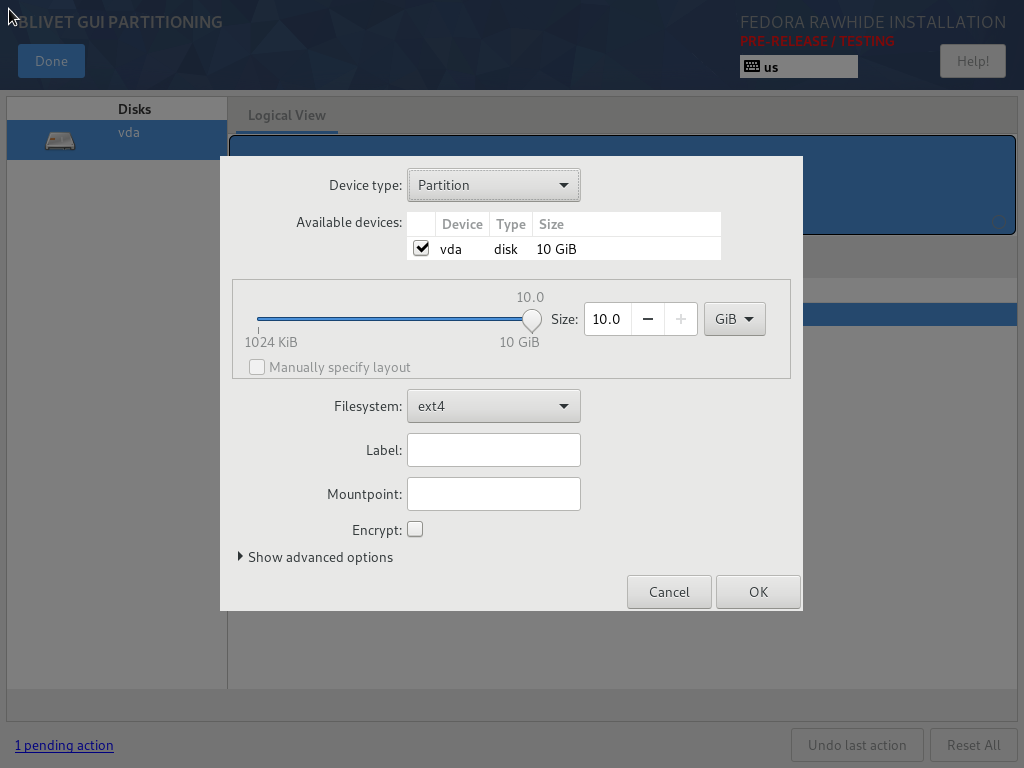 BLIVET GUI PARTITIONING
FEDORA RAWHIDE INSTALLATION
PRE-RELEASE / TESTING
Done
us
Help!
Disks
vda
Logical View
Device type: Partition
Available devices:
Device Type Size
vda disk 10 GiB
10.0
Size: 10.0 GiB
1024 KiB 10 GiB
Manually specify layout
Filesystem: ext4
Label:
Mountpoint:
Encrypt:
Show advanced options
Cancel OK
1 pending action
Undo last action Reset All